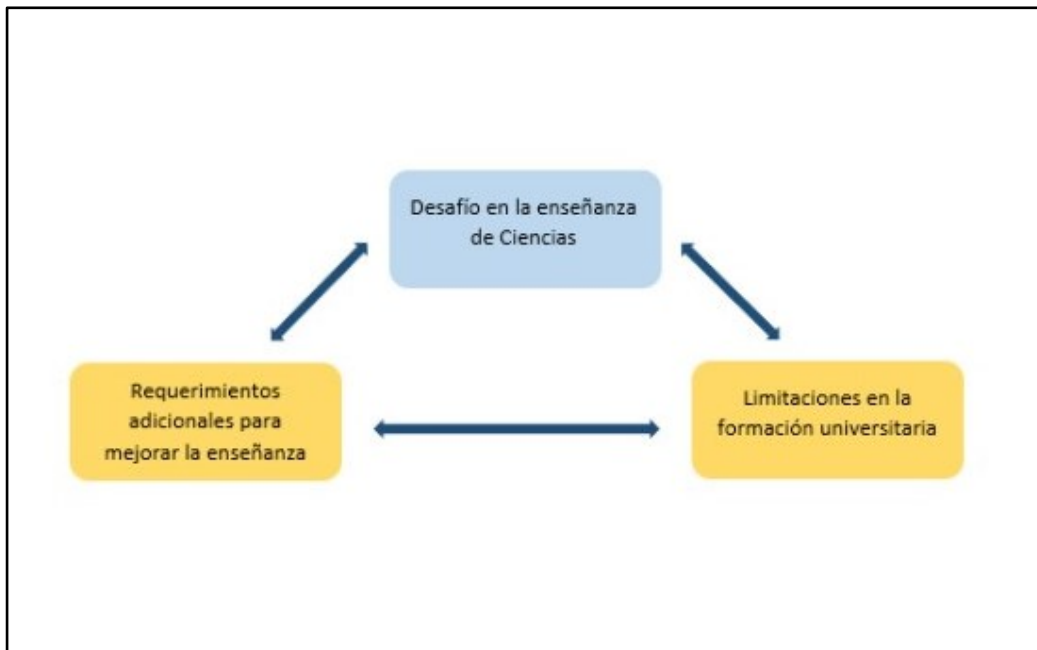 Desafío en la enseñanza
de Ciencias
Requerimientos
adicionales para
mejorar la enseñanza
Limitaciones en la
formación universitaria